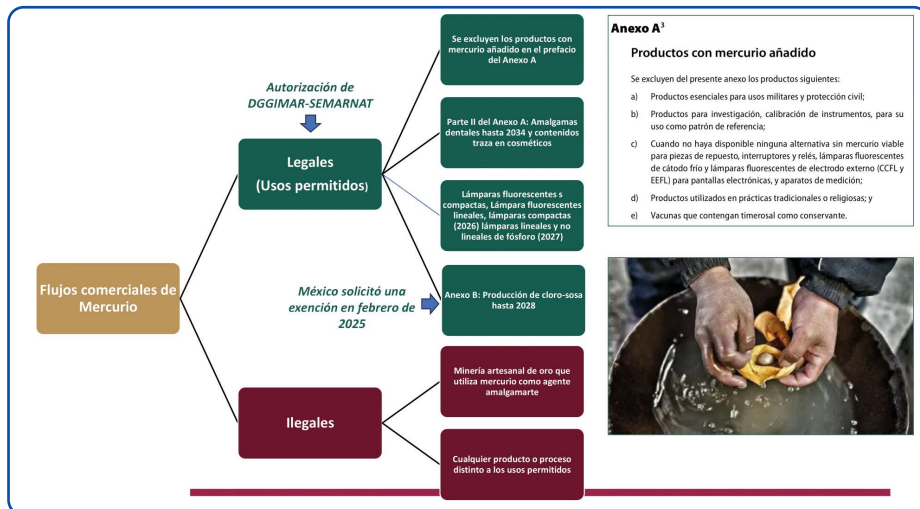 Flujos comerciales de
Mercurio
Autorización de
DGGIMAR-SEMARNAT
Legales
(Usos permitidos)
México solicitó una
exención en febrero de
2025
Ilegales
Se excluyen los productos con
mercurio añadido en el prefacio
del Anexo A
Parte II del Anexo A: Amalgamas
dentales hasta 2034 y contenidos
traza en cosméticos
Lámparas fluorescentes s
compactas, Lámpara fluorescentes
lineales, lámparas compactas
(2026) lámparas lineales y no
lineales de fósforo (2027)
Anexo B: Producción de cloro-sosa
hasta 2028
Minería artesanal de oro que
utiliza mercurio como agente
amalgamarte
Cualquier producto o proceso
distinto a los usos permitidos
Anexo A³
Productos con mercurio añadido
Se excluyen del presente anexo los productos siguientes:
a) Productos esenciales para usos militares y protección civil;
b) Productos para investigación, calibración de instrumentos, para su
uso como patrón de referencia;
c) Cuando no haya disponible ninguna alternativa sin mercurio viable
para piezas de repuesto, interruptores y relés, lámparas fluorescentes
de cátodo frío y lámparas fluorescentes de electrodo externo (CCFL y
EEFL) para pantallas electrónicas, y aparatos de medición;
d) Productos utilizados en prácticas tradicionales o religiosas; y
e) Vacunas que contengan timerosal como conservante.